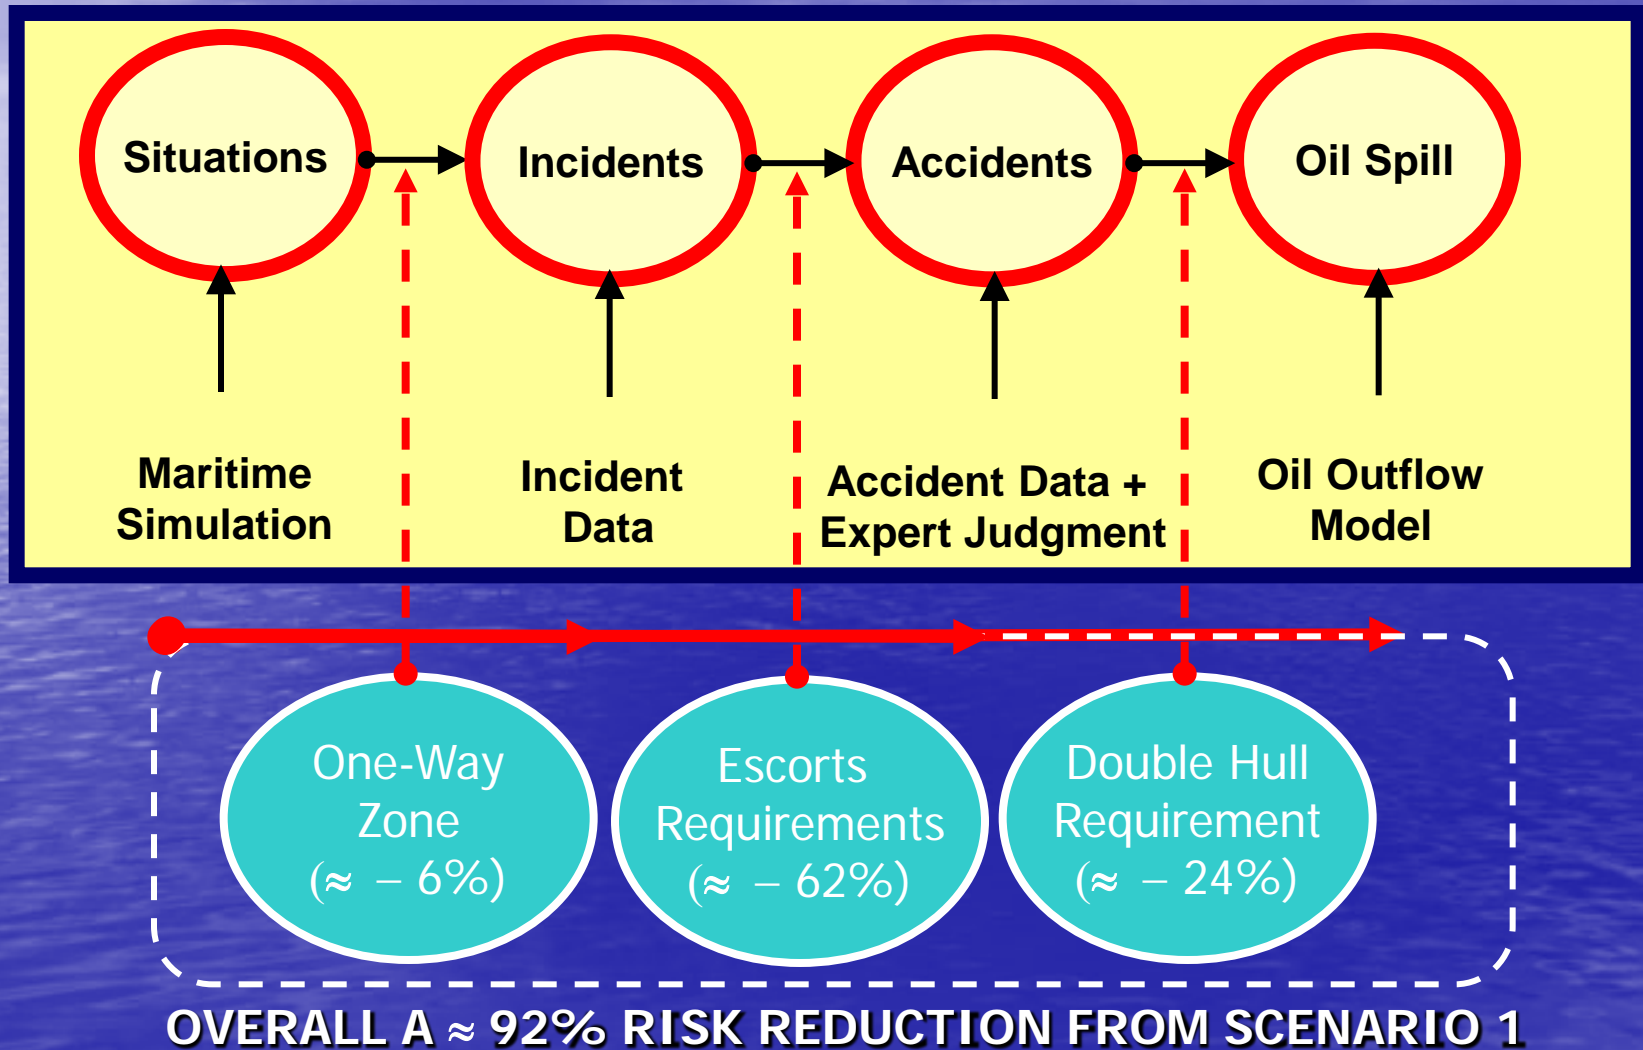 Situations
Incidents
Accidents
Oil Spill
Maritime
Simulation
Incident
Data
Accident Data +
Expert Judgment
Oil Outflow
Model
One-Way
Zone
(≈ – 6%)
Escorts
Requirements
(≈ – 62%)
Double Hull
Requirement
(≈ – 24%)
OVERALL A ≈ 92% RISK REDUCTION FROM SCENARIO 1